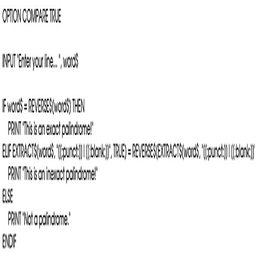 OPTION COMPARE TRUE
INPUT "Enter your line... ", word$
IF word$ = REVERSE$(word$) THEN
PRINT "This is an exact palindrome!"
ELIF EXTRACT$(word$, "([:punct:]) | ([:blank:])", TRUE) = REVERSE$(EXTRACT$(word$, "([:punct:]) | ([:blank:])"
PRINT "This is an inexact palindrome!"
ELSE
PRINT "Not a palindrome."
ENDIF